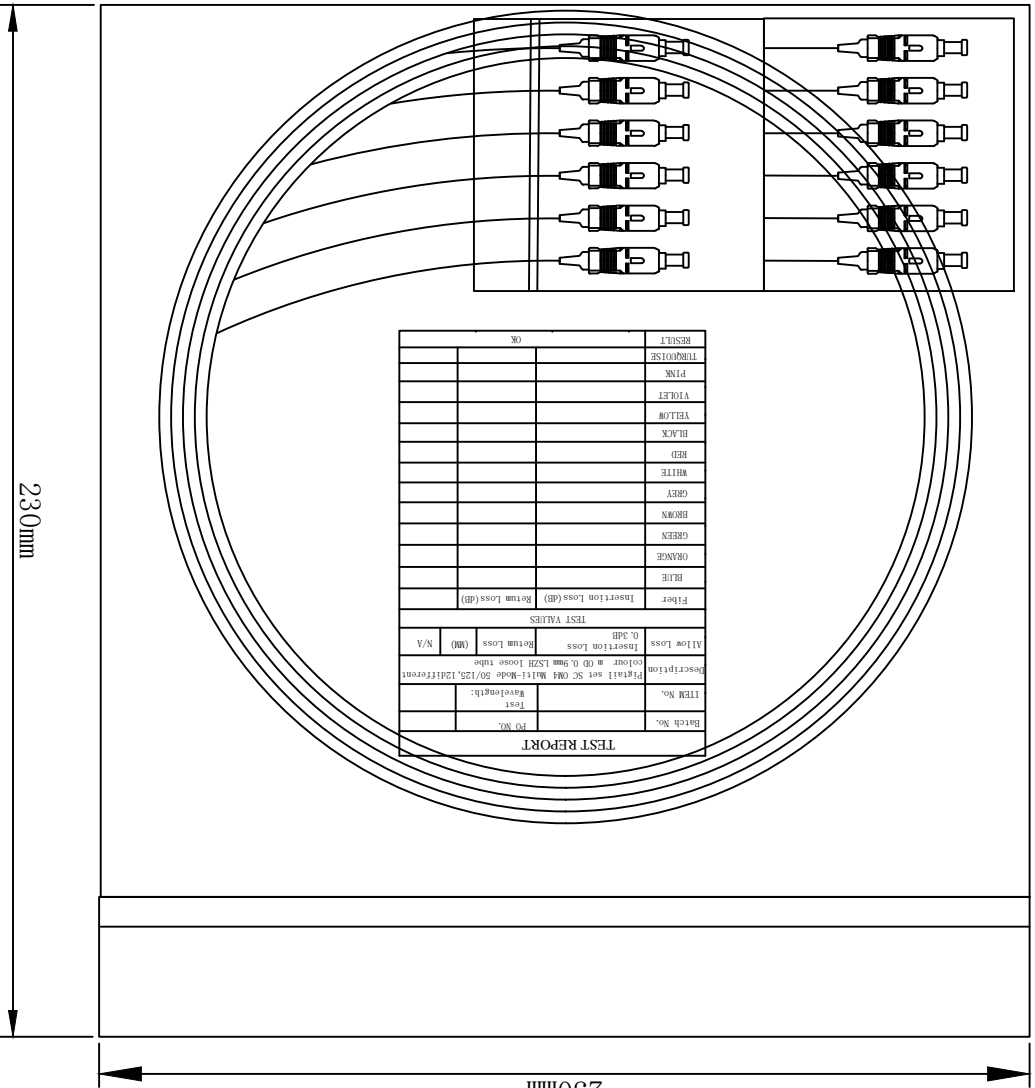 TEST REPORT
Batch No. PO NO.
ITEM No. Test Wavelength:
Description Pigtail set SC OM4 Multi-Mode 50/125,12different
colour m OD 0.9mm LSZH loose tube
Allow Loss Insertion Loss 0.3dB Retum Loss (MM) N/A
TEST VALUES
Fiber Insertion Loss(dB) Retum Loss(dB)
BLUE
ORANGE
GREEN
BROWN
GREY
WHITE
RED
BLACK
YELLOW
VIOLET
PINK
TURQUOISE
RESULT OK
230mm